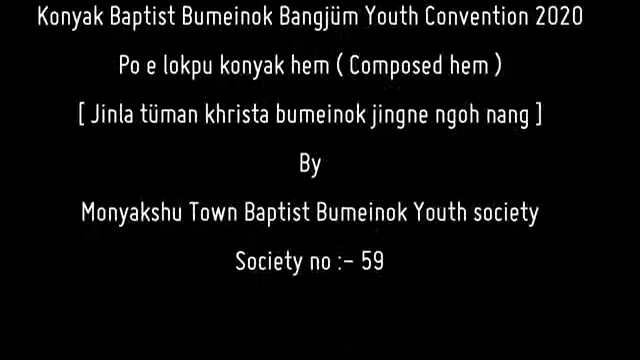 Konyak Baptist Bumeinok Bangjüm Youth Convention 2020
Po e lokpu konyak hem ( Composed hem )
[ Jinla tüman khrista bumeinok jingne ngoh nang ]
By
Monyakshu Town Baptist Bumeinok Youth society
Society no :- 59